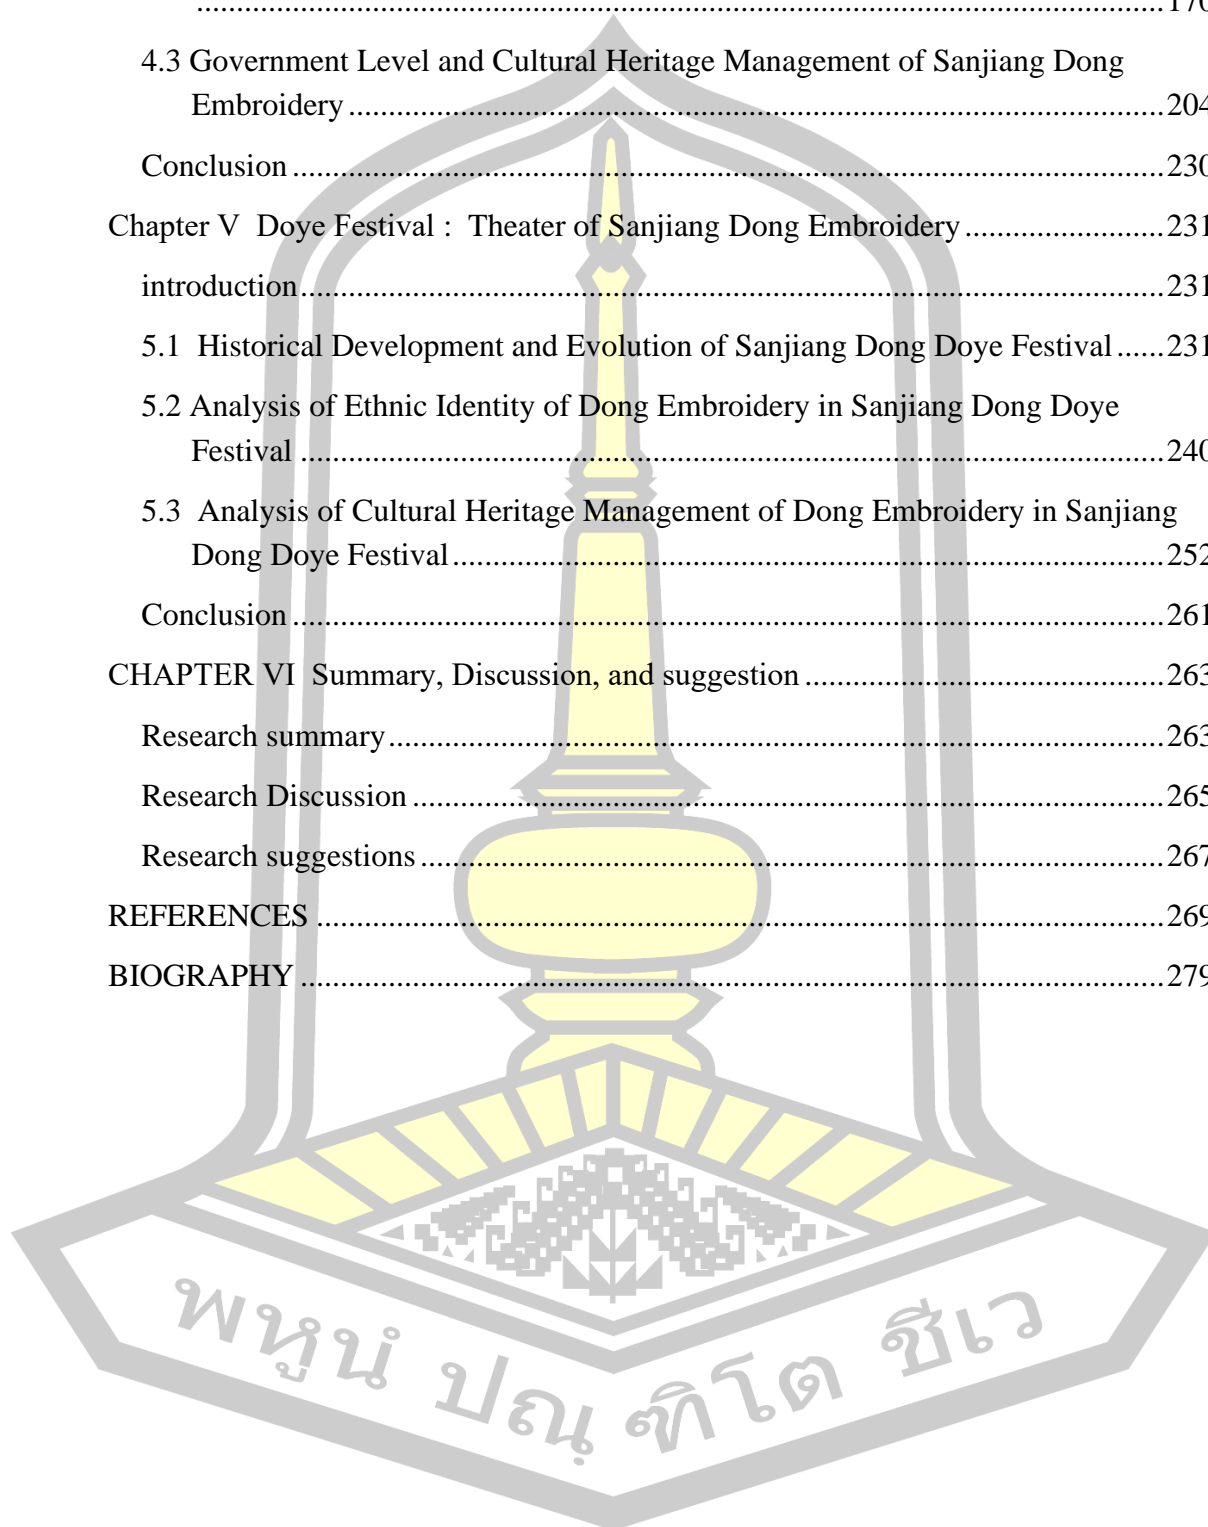 ......................................................................................................................................170
4.3 Government Level and Cultural Heritage Management of Sanjiang Dong
Embroidery ................................................................................................................204
Conclusion ........................................................................................................................230
Chapter V  Doye Festival :  Theater of Sanjiang Dong Embroidery ...........................231
introduction.......................................................................................................................231
5.1  Historical Development and Evolution of Sanjiang Dong Doye Festival ......231
5.2 Analysis of Ethnic Identity of Dong Embroidery in Sanjiang Dong Doye
Festival .......................................................................................................................240
5.3  Analysis of Cultural Heritage Management of Dong Embroidery in Sanjiang
Dong Doye Festival ....................................................................................................252
Conclusion ........................................................................................................................261
CHAPTER VI  Summary, Discussion, and suggestion ..................................................263
Research summary ...........................................................................................................263
Research Discussion ........................................................................................................265
Research suggestions .......................................................................................................267
REFERENCES .....................................................................................................................269
BIOGRAPHY .......................................................................................................................279
พหูนํ ปณฺฑิโต ชีเว